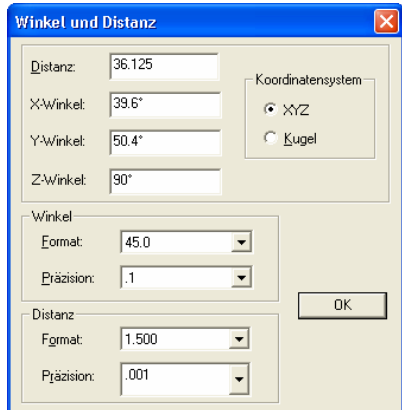 Winkel und Distanz
Distanz: 36.125
X-Winkel: 39.6°
Y-Winkel: 50.4°
Z-Winkel: 90°
Koordinatensystem
XYZ
Kugel
Winkel
Format: 45.0
Präzision: .1
OK
Distanz
Format: 1.500
Präzision: .001